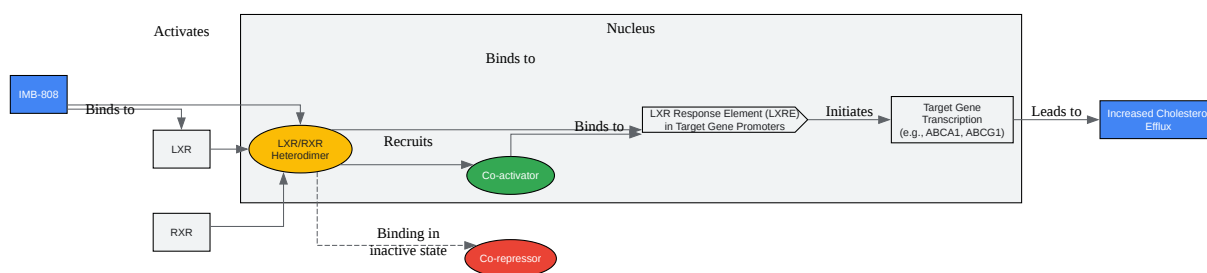 Nucleus
Activates
Binds to
IMB-808
Binds to
LXR Response Element (LXRE)
in Target Gene Promoters
Initiates
Target Gene
Transcription
(e.g., ABCA1, ABCG1)
Leads to
Increased Cholestero
Efflux
Binds to
LXR
LXR/RXR
Heterodimer
Recruits
Co-activator
RXR
Binding in
inactive state
Co-repressor